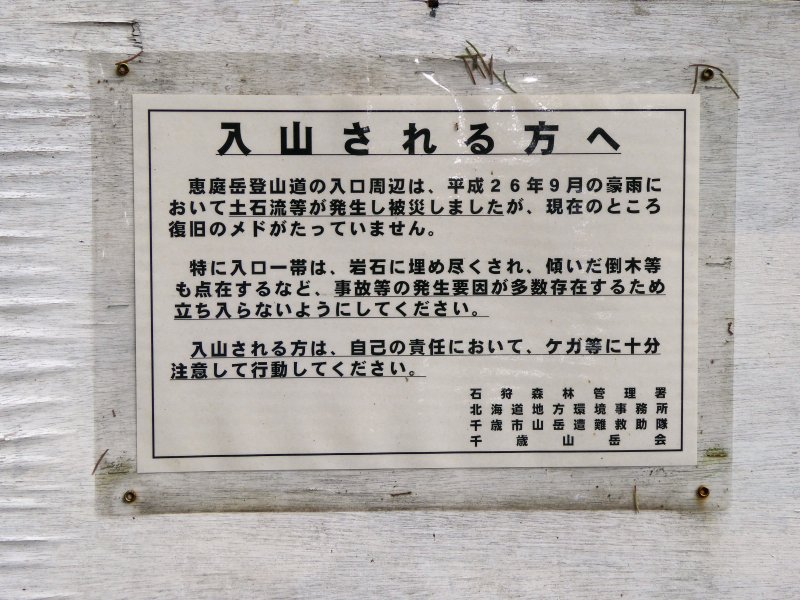 入山される方へ
恵庭岳登山道の入口周辺は、平成２６年９月の豪雨に
おいて土石流等が発生し被災しましたが、現在のところ
復旧のメドがたっていません。
特に入口一帯は、岩石に埋め尽くされ、傾いだ倒木等
も点在するなど、事故等の発生要因が多数存在するため
立ち入らないようにしてください。
入山される方は、自己の責任において、ケガ等に十分
注意して行動してください。
石狩森林管理署
北海道地方環境事務所
千歳市山岳遭難救助隊
千歳山岳会